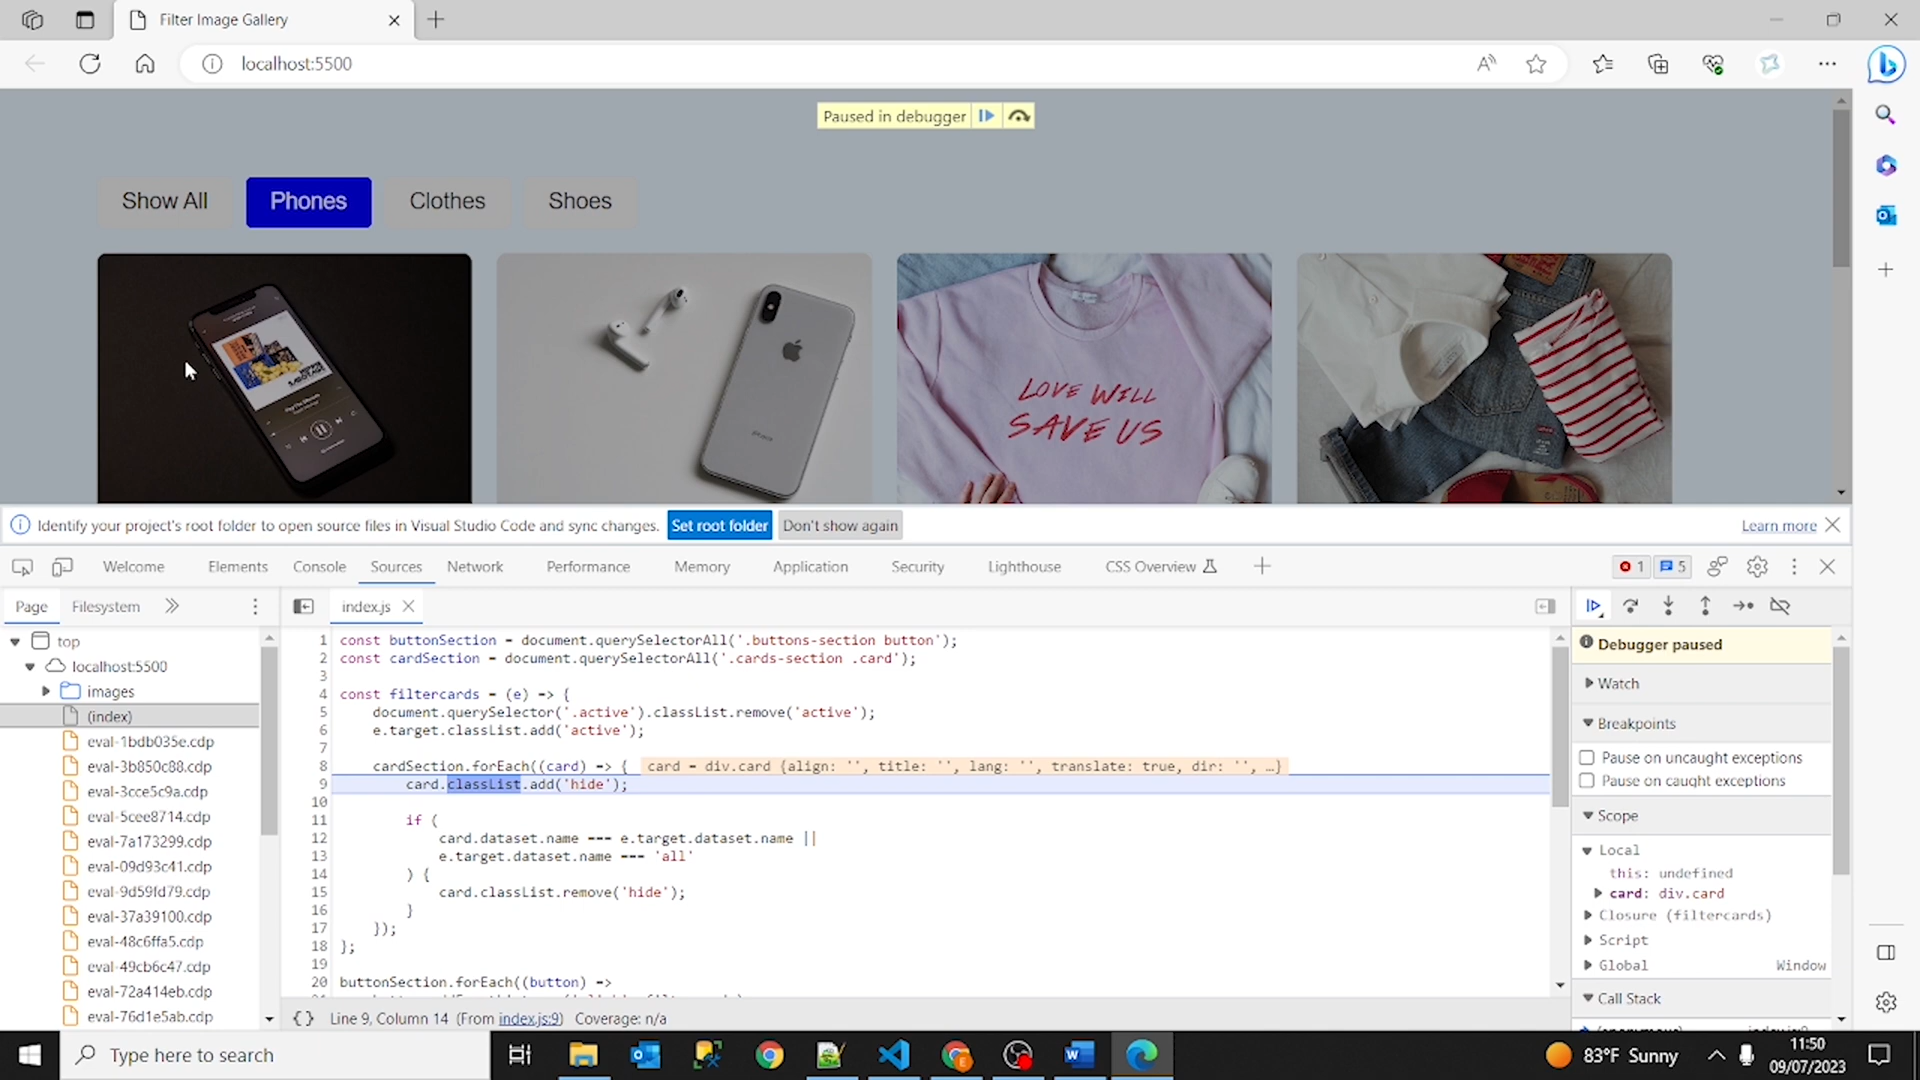 Filter Image Gallery
localhost:5500
Paused in debugger
Show All
Phones
Clothes
Shoes
LOVE WILL
SAVE US
iPhone
Identify your project's root folder to open source files in Visual Studio Code and sync changes.
Set root folder
Don't show again
Learn more
Welcome
Elements
Console
Sources
Network
Performance
Memory
Application
Security
Lighthouse
CSS Overview
1
5
Page
Filesystem
index.js
top
localhost:5500
images
(index)
eval-1bdb035e.cdp
eval-3b850c88.cdp
eval-3cce5c9a.cdp
eval-5cee8714.cdp
eval-7a173299.cdp
eval-09d93c41.cdp
eval-9d59fd79.cdp
eval-37a39100.cdp
eval-48c6ffa5.cdp
eval-49cb6c47.cdp
eval-72a414eb.cdp
eval-76d1e5ab.cdp
1 const buttonSection = document.querySelectorAll('.buttons-section button');
2 const cardSection = document.querySelectorAll('.cards-section .card');
3
4 const filtercards = (e) => {
5 document.querySelector('.active').classList.remove('active');
6 e.target.classList.add('active');
7
8 cardSection.forEach((card) => { card = div.card {align: '', title: '', lang: '', translate: true, dir: '', …}
9 card.classList.add('hide');
10
11 if (
12 card.dataset.name === e.target.dataset.name ||
13 e.target.dataset.name === 'all'
14 ) {
15 card.classList.remove('hide');
16 }
17 });
18 };
19
20 buttonSection.forEach((button) =>
{} Line 9, Column 14 (From index.js:9) Coverage: n/a
Debugger paused
Watch
Breakpoints
Pause on uncaught exceptions
Pause on caught exceptions
Scope
Local
this: undefined
card: div.card
Closure (filtercards)
Script
Global Window
Call Stack
Type here to search
83°F Sunny
11:50
09/07/2023